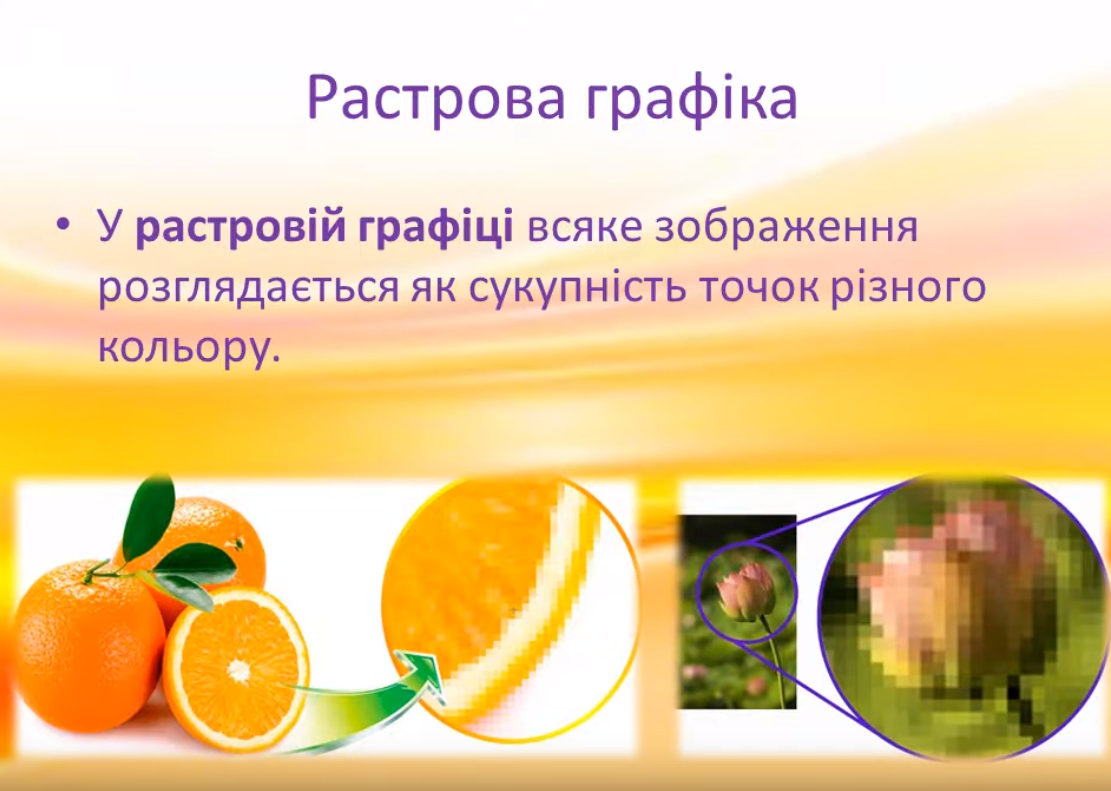 Растрова графіка
• У растровій графіці всяке зображення
розглядається як сукупність точок різного
кольору.